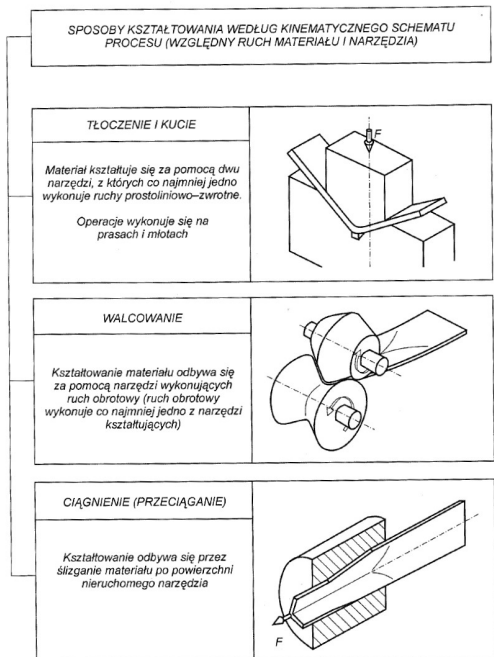 SPOSOBY KSZTAŁTOWANIA WEDŁUG KINEMATYCZNEGO SCHEMATU
PROCESU (WZGLĘDNY RUCH MATERIAŁU I NARZĘDZIA)
TŁOCZENIE I KUCIE
Materiał kształtuje się za pomocą dwu
narzędzi, z których co najmniej jedno
wykonuje ruchy prostoliniowo–zwrotne.
Operacje wykonuje się na
prasach i młotach
F
WALCOWANIE
Kształtowanie materiału odbywa się
za pomocą narzędzi wykonujących
ruch obrotowy (ruch obrotowy
wykonuje co najmniej jedno z narzędzi
kształtujących)
CIĄGNIENIE (PRZECIĄGANIE)
Kształtowanie odbywa się przez
ślizganie materiału po powierzchni
nieruchomego narzędzia
F